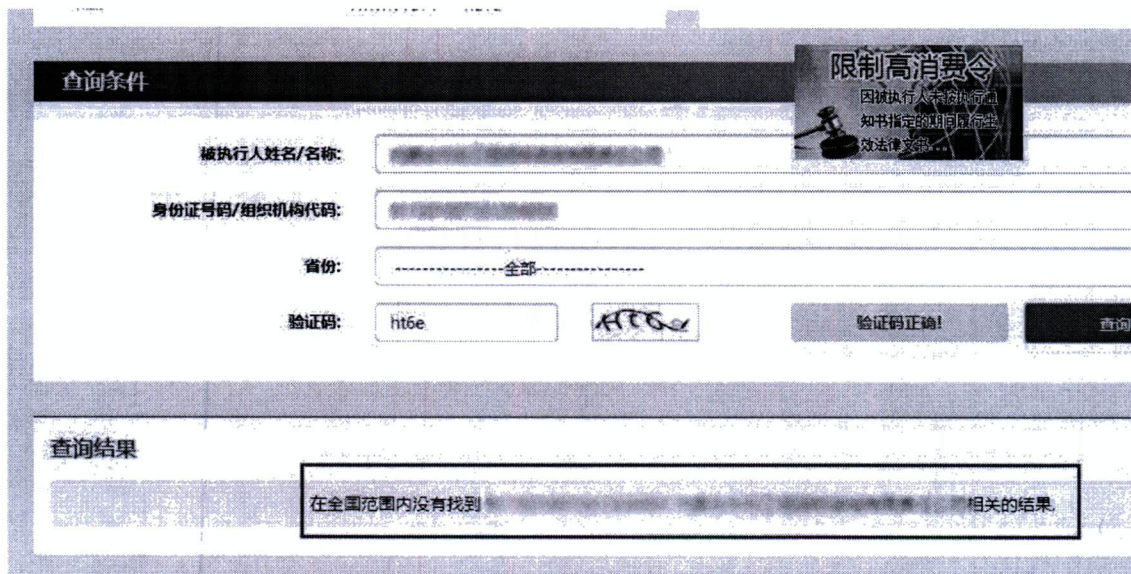 查询条件
限制高消费令
因被执行人未按执行通
知书指定的期间履行生
效法律文书...
被执行人姓名/名称:
身份证号码/组织机构代码:
省份: ----------------全部----------------
验证码: ht6e HT6e 验证码正确! 查询
查询结果
在全国范围内没有找到 相关的结果.